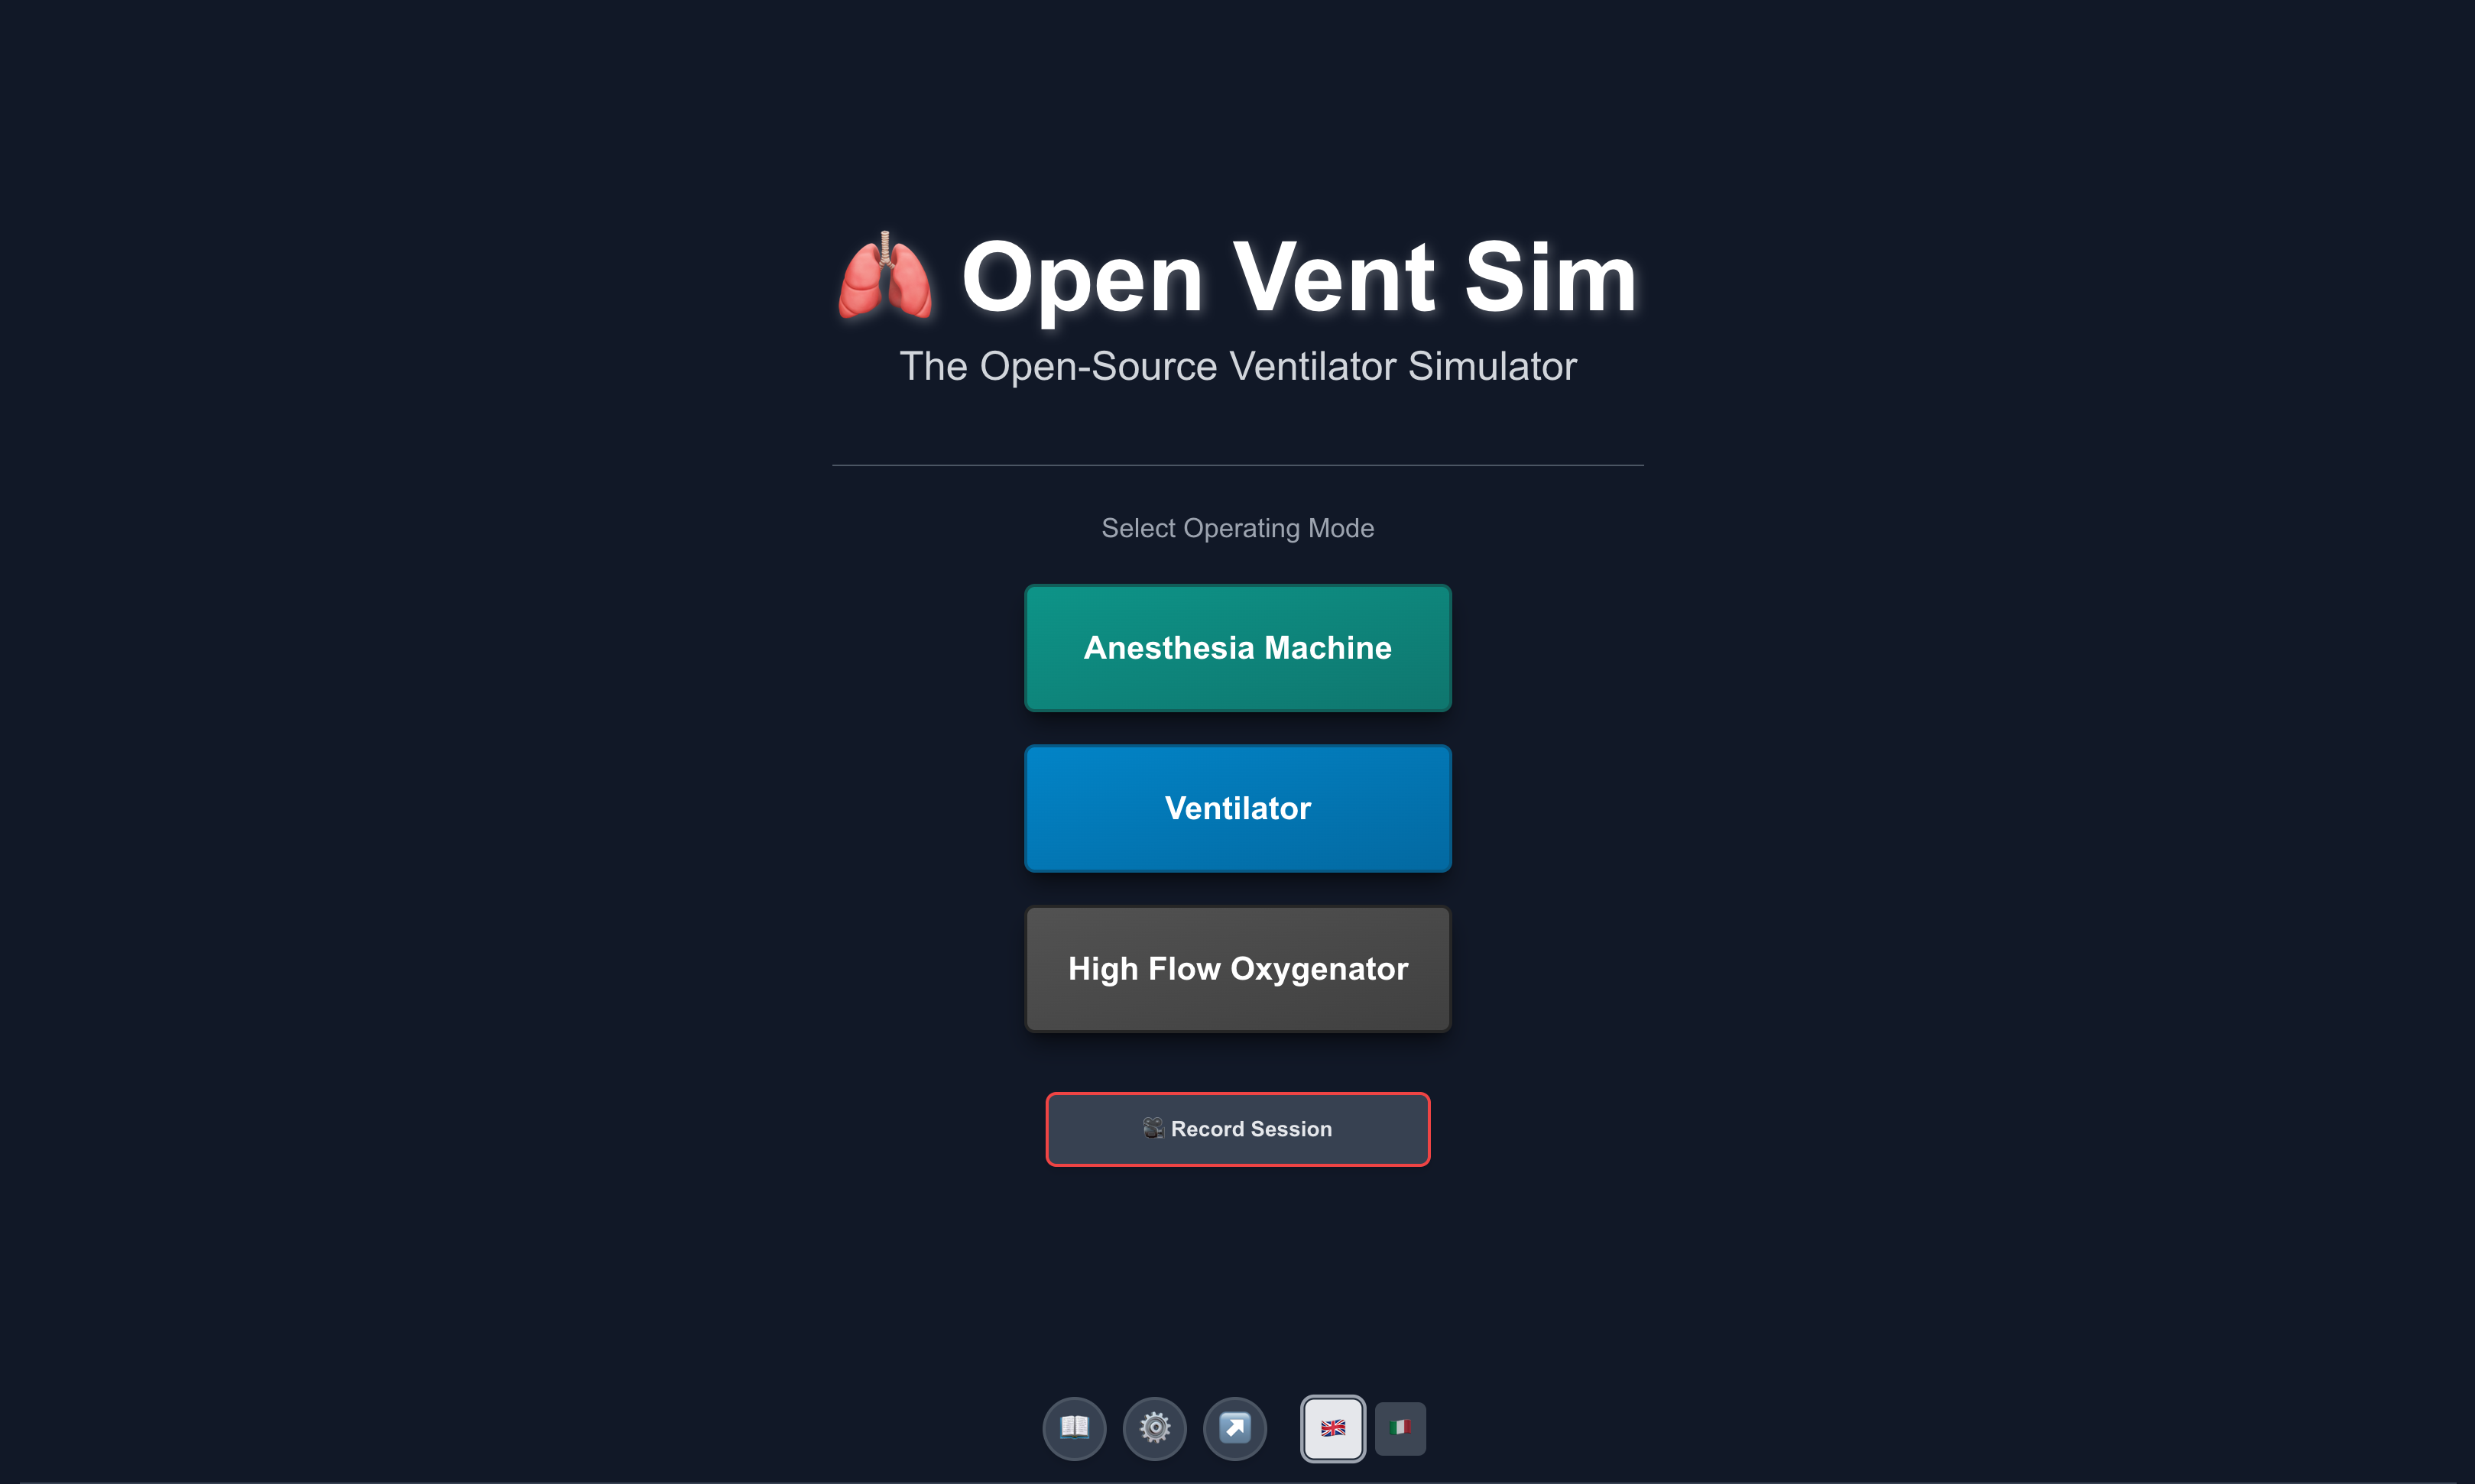 Open Vent Sim
The Open-Source Ventilator Simulator
Select Operating Mode
Anesthesia Machine
Ventilator
High Flow Oxygenator
Record Session